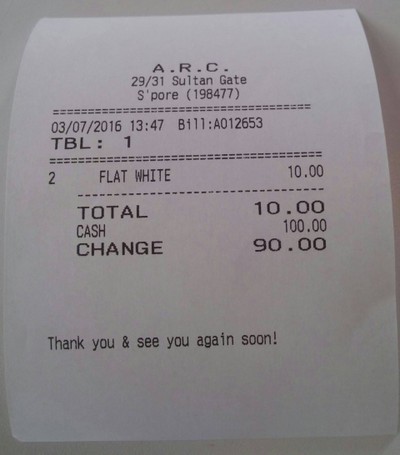 A.R.C.
29/31 Sultan Gate
S'pore (198477)
=====================================
03/07/2016 13:47 Bill:A012653
TBL: 1
=====================================
2 FLAT WHITE 10.00
-----------------------------------
TOTAL 10.00
CASH 100.00
CHANGE 90.00
Thank you & see you again soon!